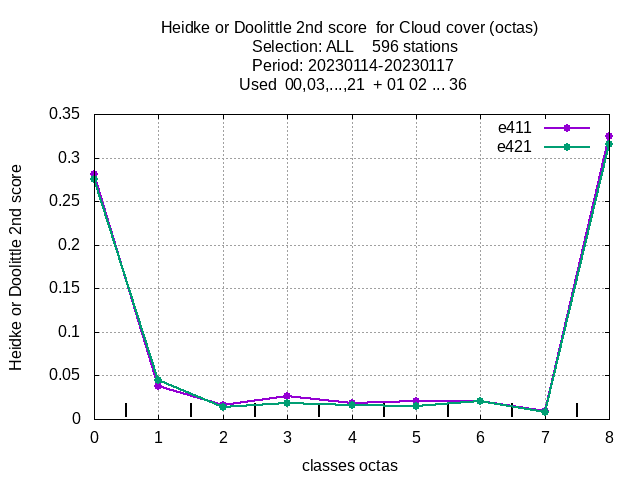 Heidke or Doolittle 2nd score  for Cloud cover (octas)
Selection: ALL    596 stations
Period: 20230114-20230117
Used  00,03,...,21  + 01 02 ... 36
e411
e421
Heidke or Doolittle 2nd score
0.35
0.3
0.25
0.2
0.15
0.1
0.05
0
0 1 2 3 4 5 6 7 8
classes octas